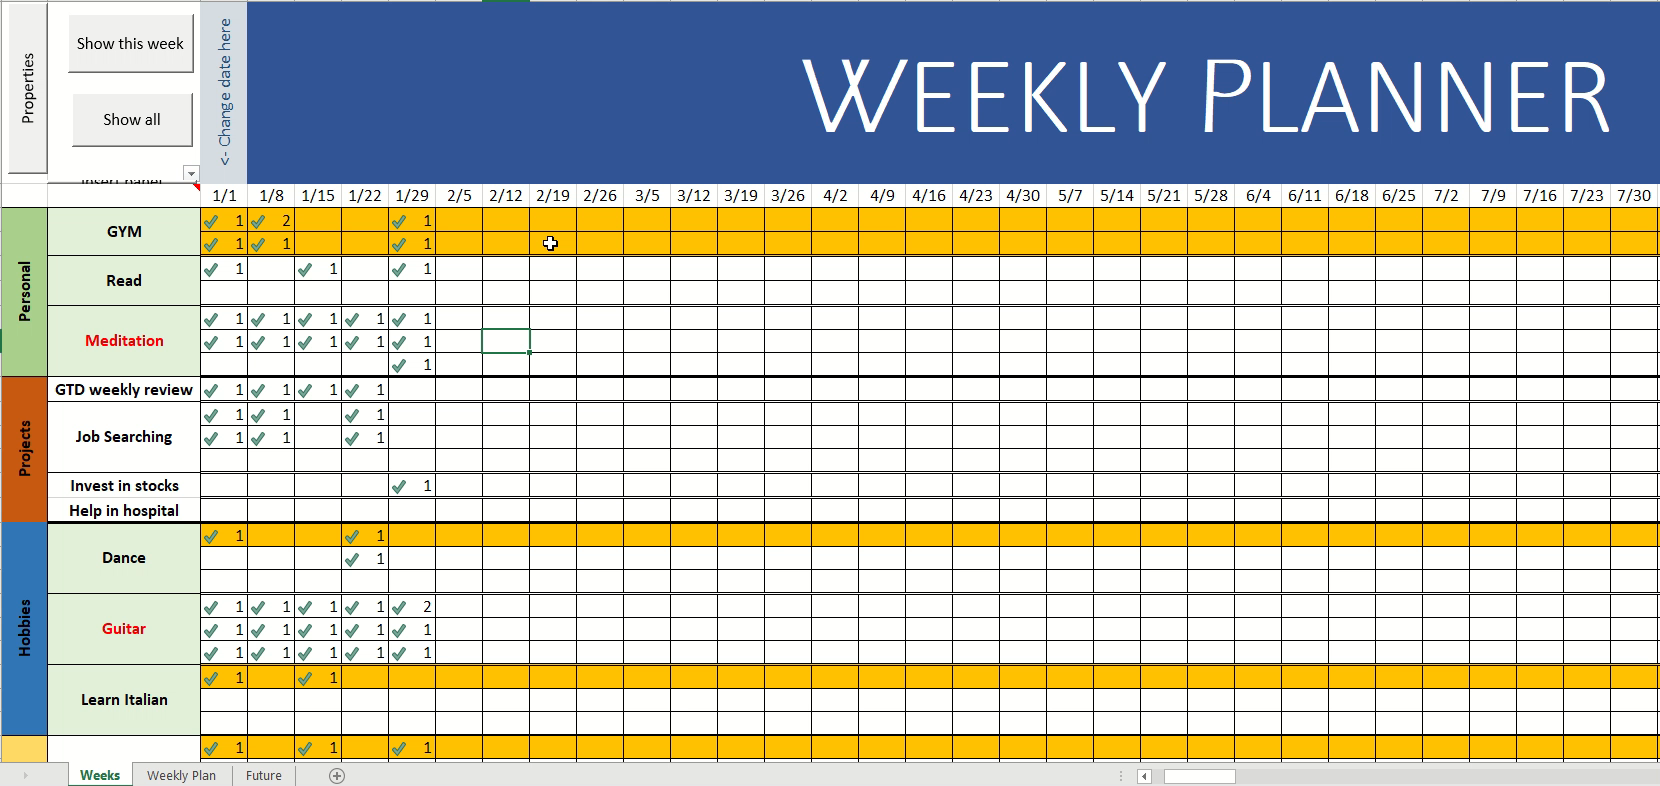 Properties
Show this week
Show all
<- Change date here
WEEKLY PLANNER
1/1 1/8 1/15 1/22 1/29 2/5 2/12 2/19 2/26 3/5 3/12 3/19 3/26 4/2 4/9 4/16 4/23 4/30 5/7 5/14 5/21 5/28 6/4 6/11 6/18 6/25 7/2 7/9 7/16 7/23 7/30
Personal
GYM
1 2 1
1 1 1
Read
1 1 1
Meditation
1 1 1 1 1
1 1 1 1 1
1
Projects
GTD weekly review
1 1 1 1
Job Searching
1 1 1
1 1 1
Invest in stocks
1
Help in hospital
Hobbies
Dance
1 1
1
Guitar
1 1 1 1 2
1 1 1 1 1
1 1 1 1 1
Learn Italian
1 1
1 1 1
Weeks Weekly Plan Future